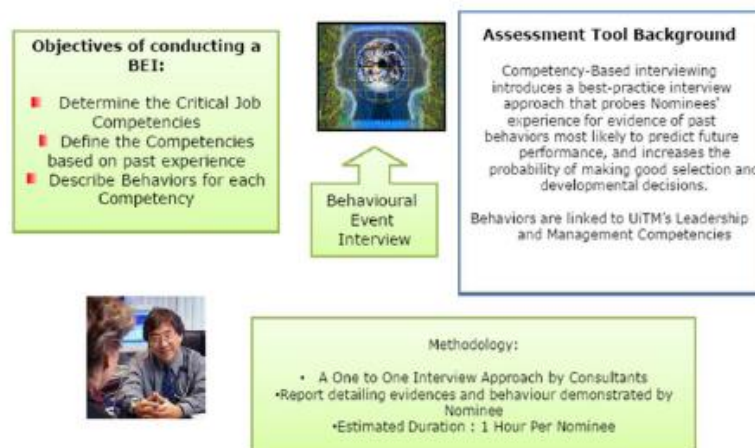 Objectives of conducting a
BEI:
Determine the Critical Job
Competencies
Define the Competencies
based on past experience
Describe Behaviors for each
Competency
Behavioural
Event
Interview
Assessment Tool Background
Competency-Based interviewing
introduces a best-practice interview
approach that probes Nominees'
experience for evidence of past
behaviors most likely to predict future
performance, and increases the
probability of making good selection and
developmental decisions.
Behaviors are linked to UiTM's Leadership
and Management Competencies
Methodology:
• A One to One Interview Approach by Consultants
•Report detailing evidences and behaviour demonstrated by
Nominee
•Estimated Duration : 1 Hour Per Nominee